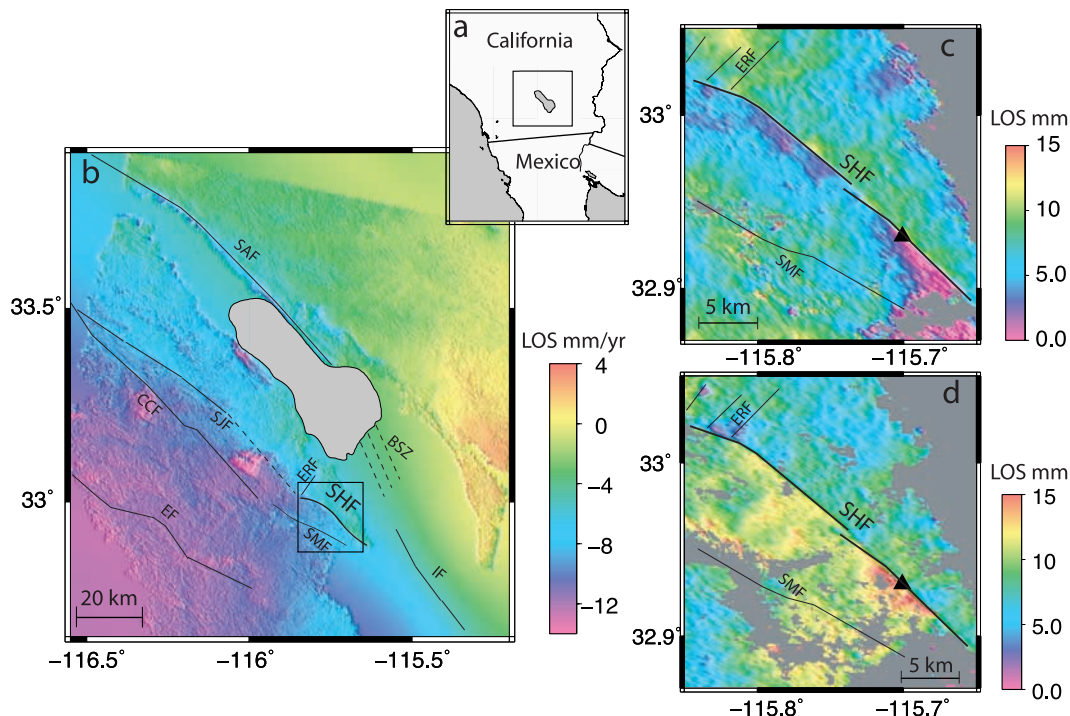 a
California
Mexico
b
SAF
33.5°
LOS mm/yr
4
0
−4
−8
−12
CCF
SJF
BSZ
ERF
SHF
33°
EF
SMF
IF
20 km
−116.5°
−116°
−115.5°
c
ERF
33°
LOS mm
15
10
5.0
0.0
SHF
SMF
32.9°
5 km
−115.8°
−115.7°
d
ERF
33°
LOS mm
15
10
5.0
0.0
SHF
SMF
32.9°
5 km
−115.8°
−115.7°